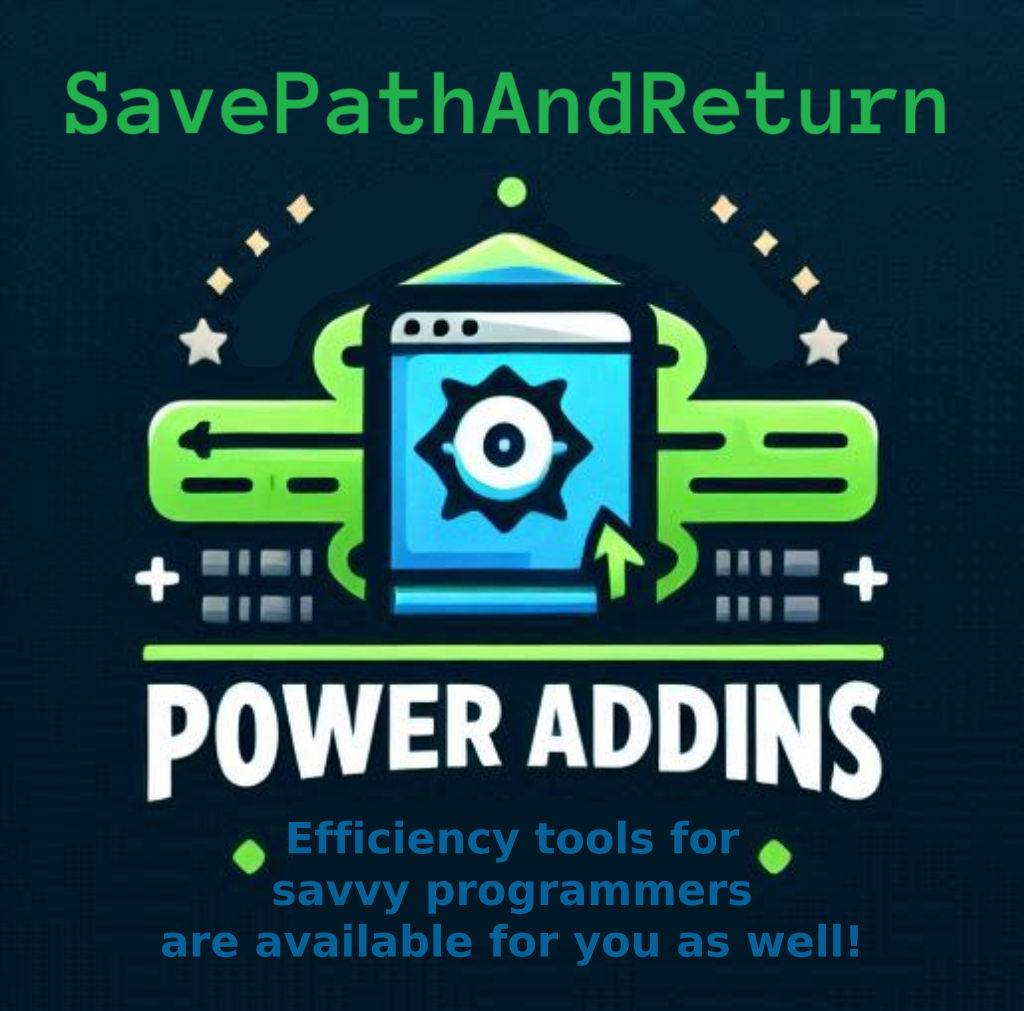 SavePathAndReturn
POWER ADDINS
Efficiency tools for
savvy programmers
are available for you as well!